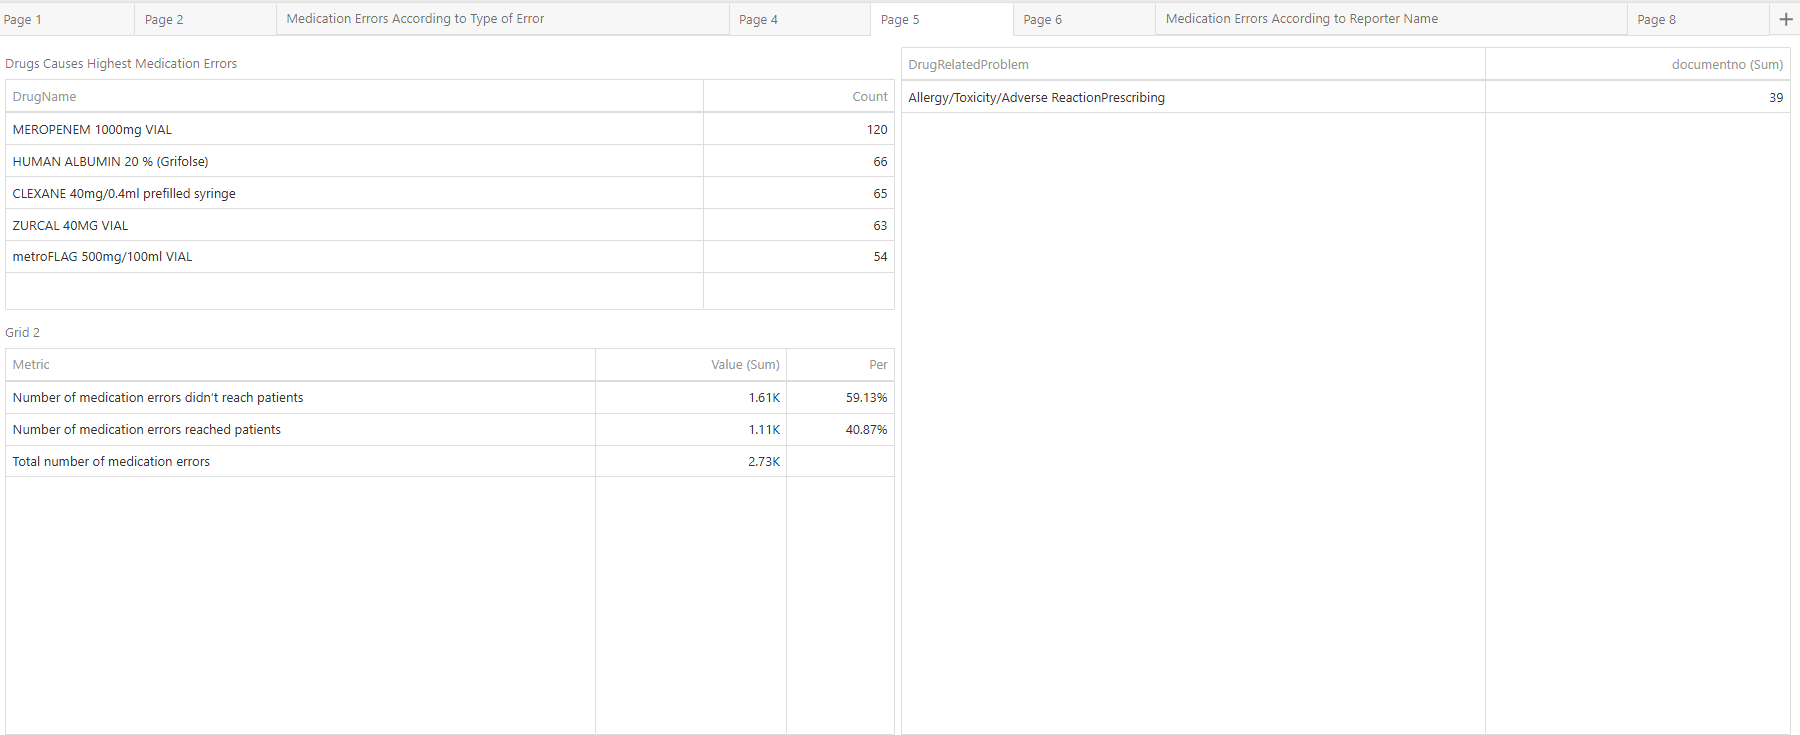 Page 1 Page 2 Medication Errors According to Type of Error Page 4 Page 5 Page 6 Medication Errors According to Reporter Name Page 8 +
Drugs Causes Highest Medication Errors
DrugName Count
MEROPENEM 1000mg VIAL 120
HUMAN ALBUMIN 20 % (Grifolse) 66
CLEXANE 40mg/0.4ml prefilled syringe 65
ZURCAL 40MG VIAL 63
metroFLAG 500mg/100ml VIAL 54
Grid 2
Metric Value (Sum) Per
Number of medication errors didn't reach patients 1.61K 59.13%
Number of medication errors reached patients 1.11K 40.87%
Total number of medication errors 2.73K
DrugRelatedProblem documentno (Sum)
Allergy/Toxicity/Adverse ReactionPrescribing 39